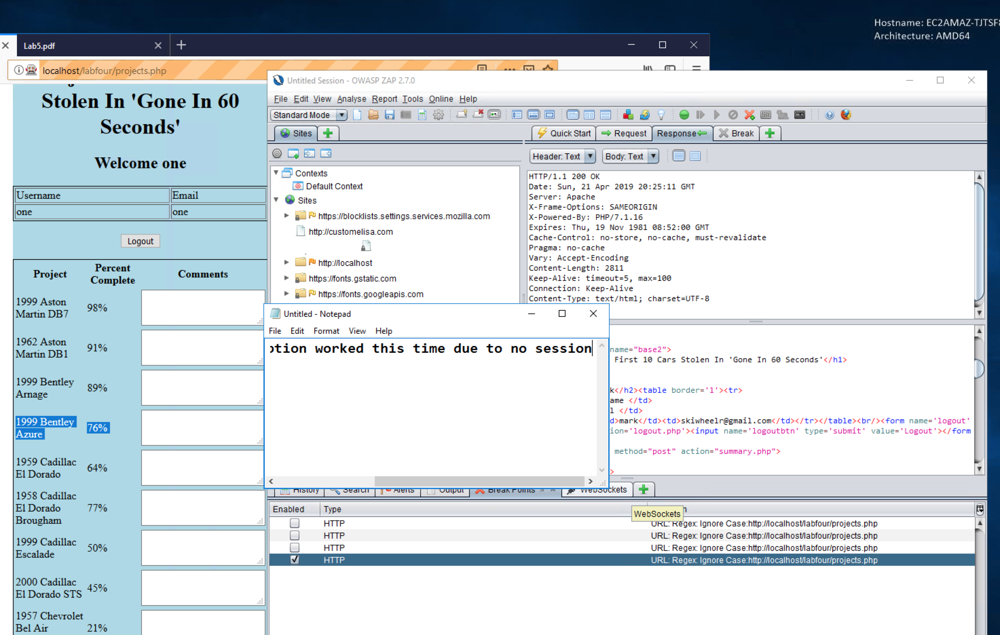 Hostname: EC2AMAZ-TJTSF
Architecture: AMD64
Lab5.pdf
localhost/labfour/projects.php
Stolen In 'Gone In 60
Seconds'
Welcome one
Username Email
one one
Logout
Project Percent Complete Comments
1999 Aston
Martin DB7 98%
1962 Aston
Martin DB1 91%
1999 Bentley
Arnage 89%
1999 Bentley
Azure 76%
1959 Cadillac
El Dorado 64%
1958 Cadillac
El Dorado
Brougham 77%
1999 Cadillac
Escalade 50%
2000 Cadillac
El Dorado STS 45%
1957 Chevrolet
Bel Air 21%
Untitled Session - OWASP ZAP 2.7.0
File Edit View Analyse Report Tools Online Help
Standard Mode
Sites
Quick Start Request Response Break
Header: Text Body: Text
Contexts
Default Context
Sites
https://blocklists.settings.services.mozilla.com
http://customelisa.com
http://localhost
https://fonts.gstatic.com
https://fonts.googleapis.com
HTTP/1.1 200 OK
Date: Sun, 21 Apr 2019 20:25:11 GMT
Server: Apache
X-Frame-Options: SAMEORIGIN
X-Powered-By: PHP/7.1.16
Expires: Thu, 19 Nov 1981 08:52:00 GMT
Cache-Control: no-store, no-cache, must-revalidate
Pragma: no-cache
Vary: Accept-Encoding
Content-Length: 2811
Keep-Alive: timeout=5, max=100
Connection: Keep-Alive
Content-Type: text/html; charset=UTF-8
Untitled - Notepad
File Edit Format View Help
ption worked this time due to no session
name="base2">
First 10 Cars Stolen In 'Gone In 60 Seconds'</h1>
k</h2><table border='1'><tr>
ame </td>
l </td>
d>mark</td><td>skiwheelr@gmail.com</td></tr></table><br/><form name='logout'
ion='logout.php'><input name='logoutbtn' type='submit' value='Logout'></form
method="post" action="summary.php">
>
History Search Alerts Output Break Points WebSockets
Enabled Type
WebSockets
HTTP URL: Regex: Ignore Case:http://localhost/labfour/projects.php
HTTP URL: Regex: Ignore Case:http://localhost/labfour/projects.php
HTTP URL: Regex: Ignore Case:http://localhost/labfour/projects.php
HTTP URL: Regex: Ignore Case:http://localhost/labfour/projects.php